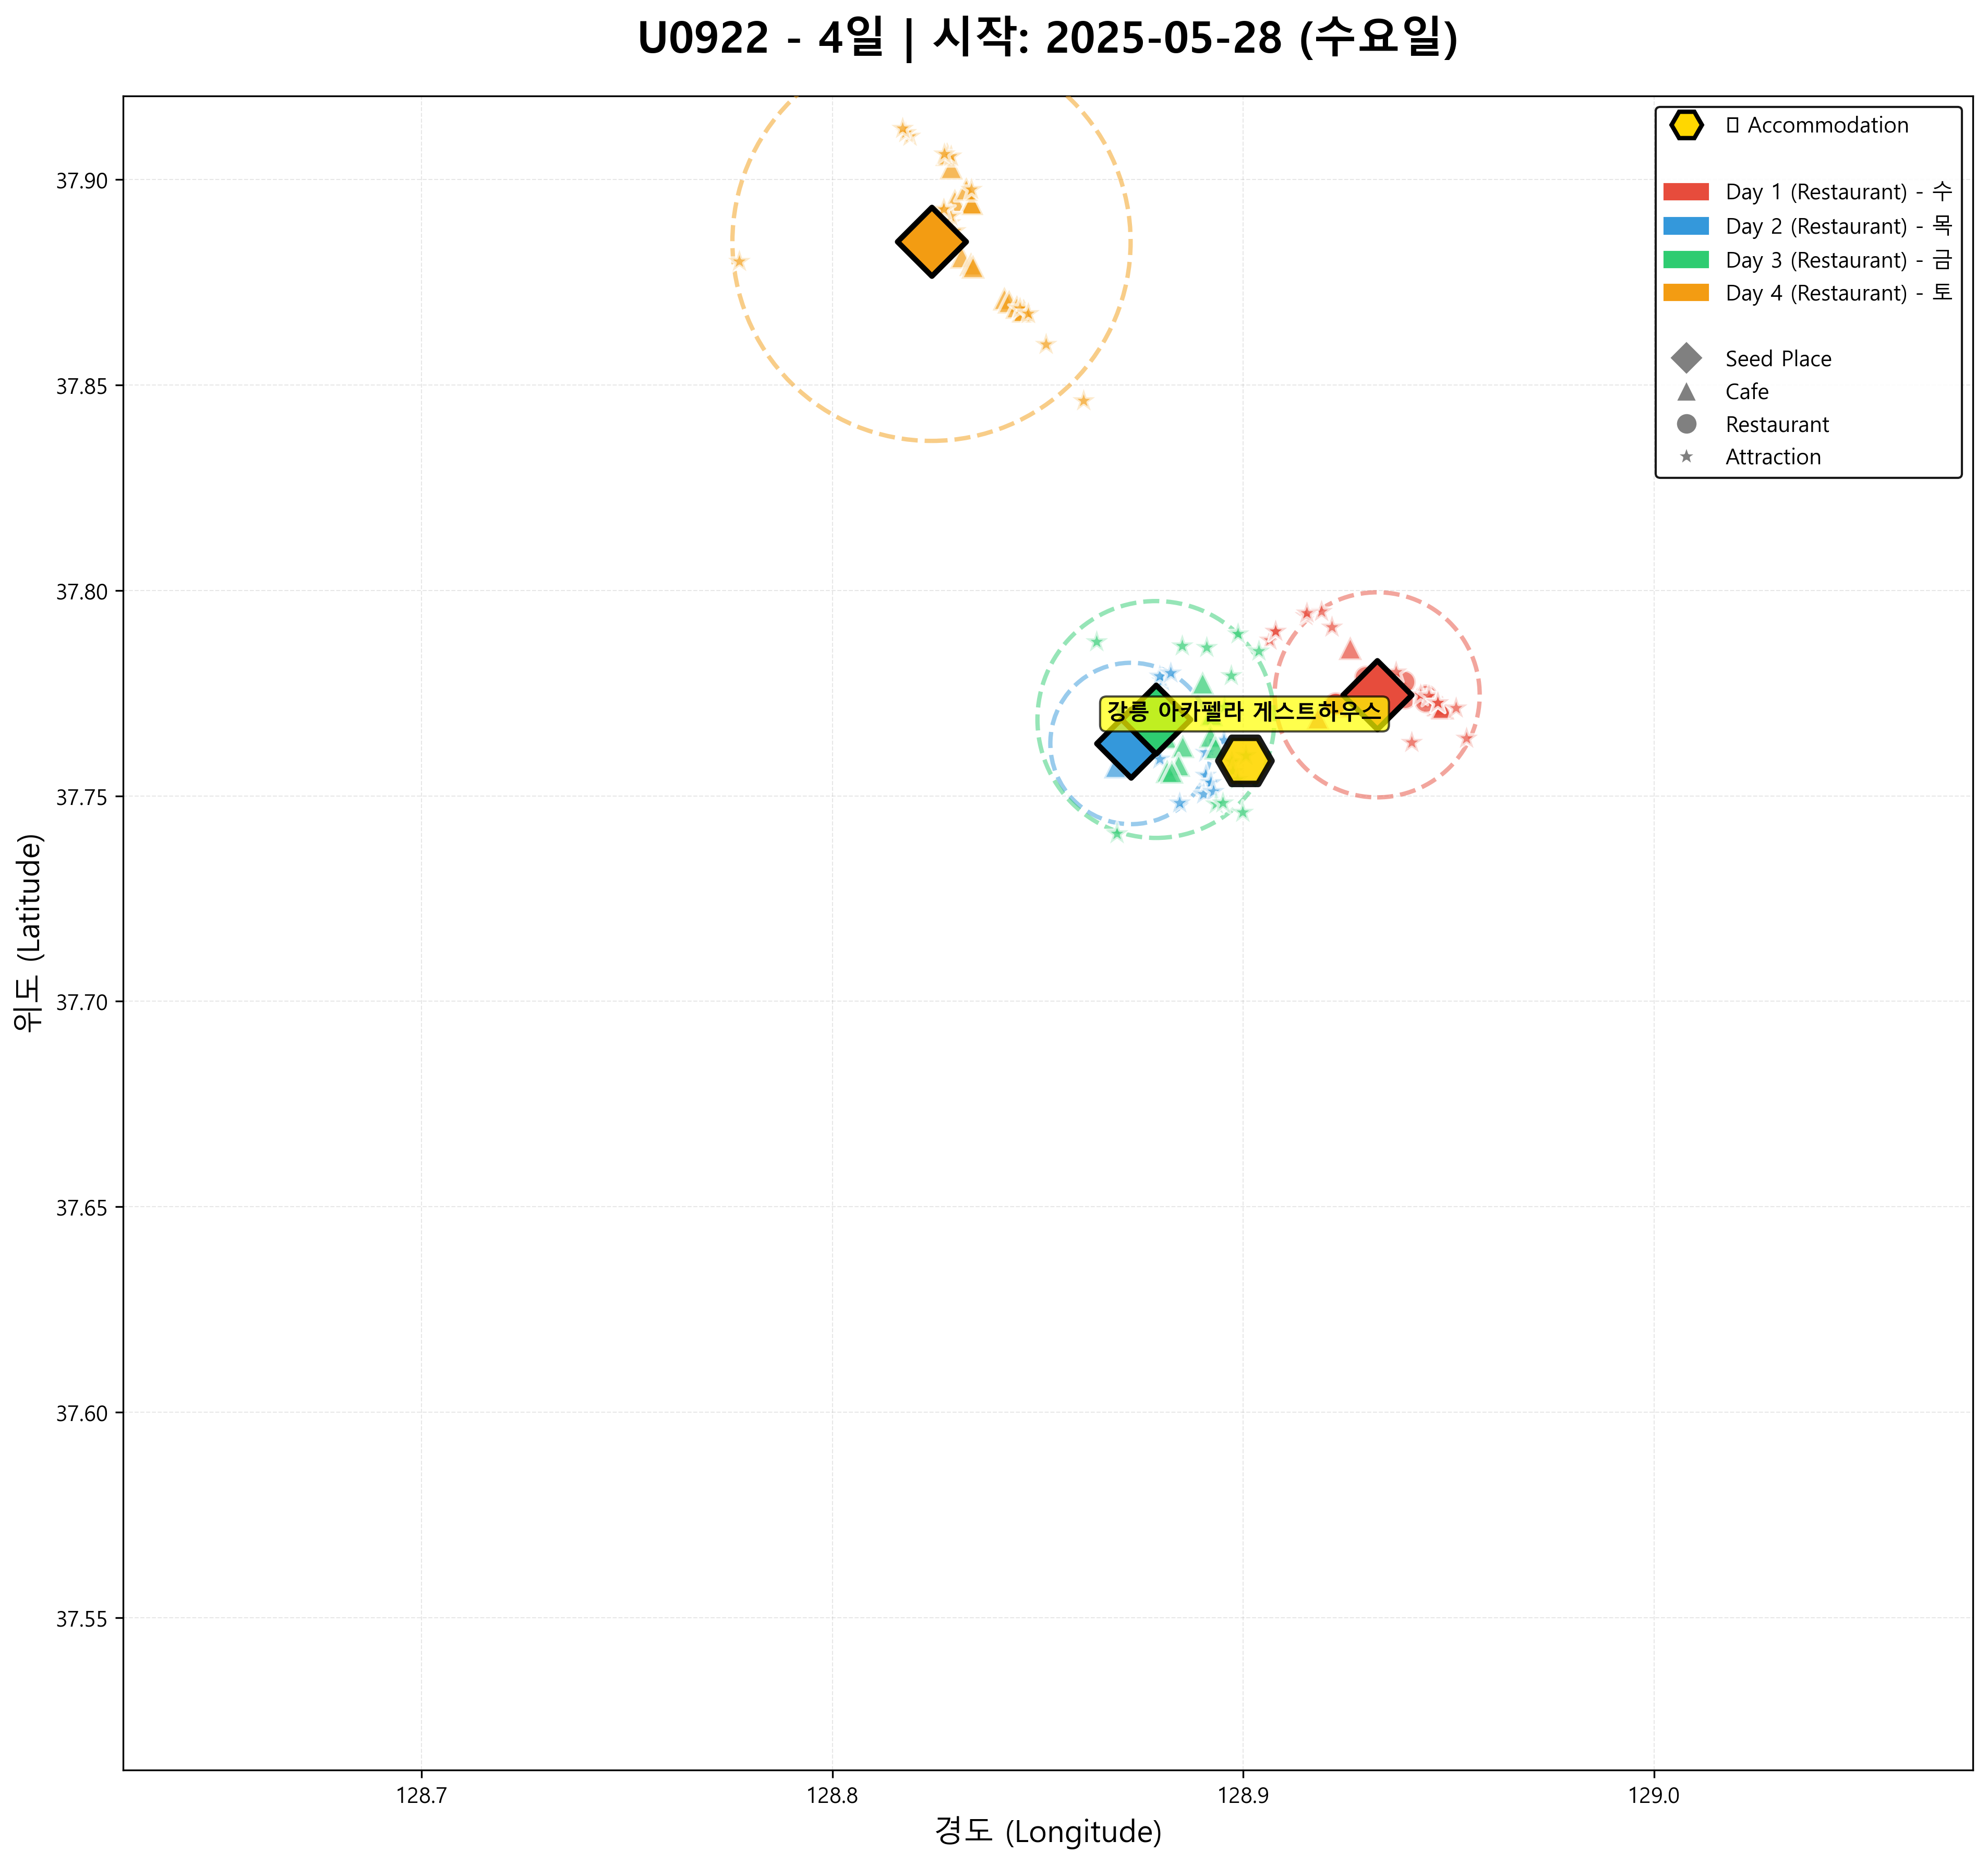 U0922 - 4일 | 시작: 2025-05-28 (수요일)
□ Accommodation
Day 1 (Restaurant) - 수
Day 2 (Restaurant) - 목
Day 3 (Restaurant) - 금
Day 4 (Restaurant) - 토
Seed Place
Cafe
Restaurant
Attraction
강릉 아카펠라 게스트하우스
위도 (Latitude)
37.90
37.85
37.80
37.75
37.70
37.65
37.60
37.55
128.7
128.8
128.9
129.0
경도 (Longitude)